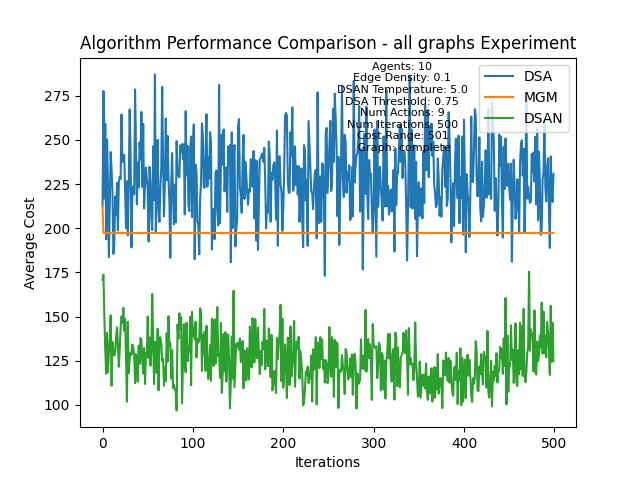 Algorithm Performance Comparison - all graphs Experiment
Agents: 10
Edge Density: 0.1
DSAN Temperature: 5.0
DSA Threshold: 0.75
Num Actions: 9
Num Iterations: 500
Cost Range: 501
Graph: complete
DSA
MGM
DSAN
Average Cost
275
250
225
200
175
150
125
100
0
100
200
300
400
500
Iterations